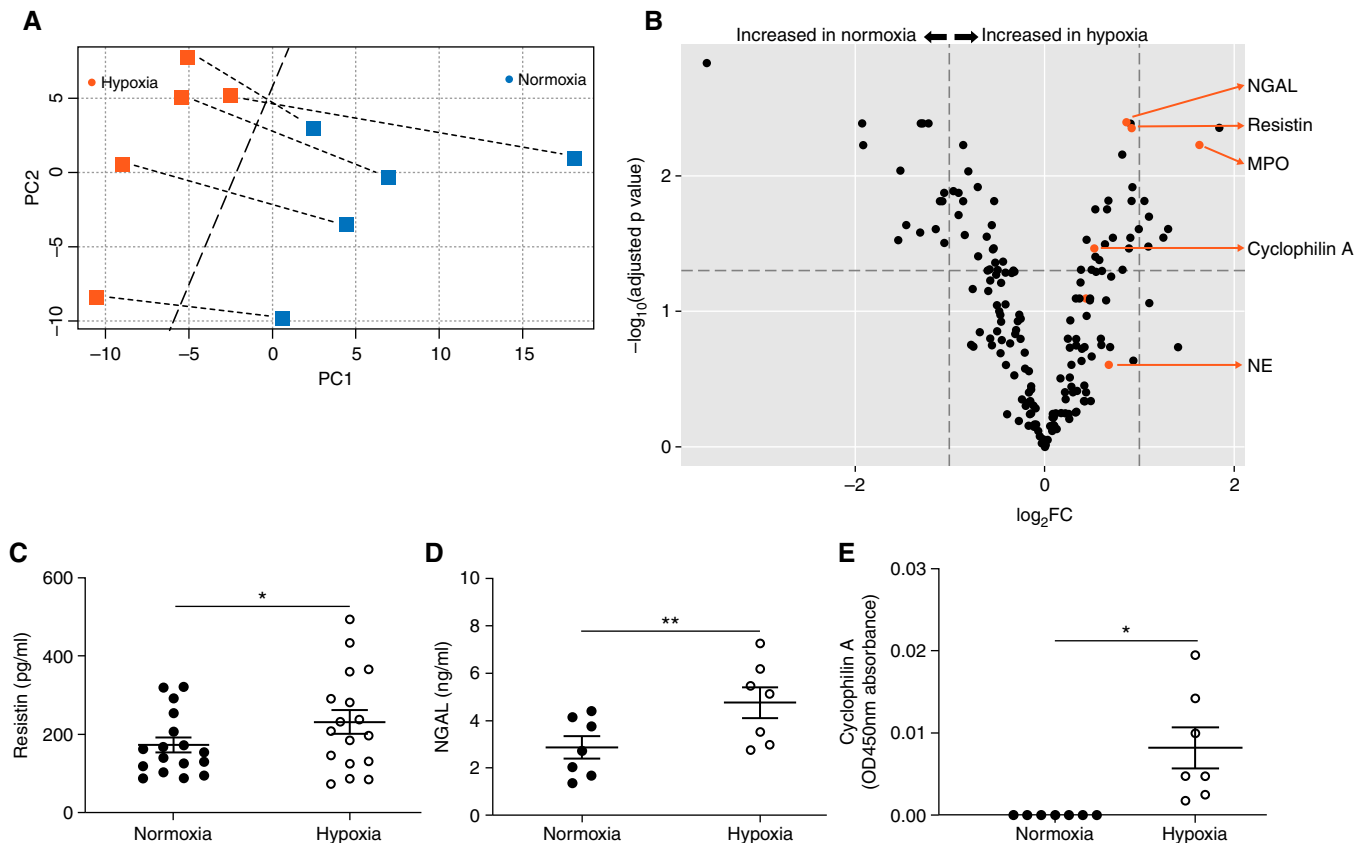 A
Hypoxia
Normoxia
PC2
5
0
−5
−10
−10
−5
0
5
10
15
PC1
B
Increased in normoxia
Increased in hypoxia
NGAL
Resistin
MPO
Cyclophilin A
NE
−log10(adjusted p value)
2
1
0
−2
0
2
log2FC
C
Resistin (pg/ml)
600
400
200
0
*
Normoxia
Hypoxia
D
NGAL (ng/ml)
10
8
6
4
2
0
**
Normoxia
Hypoxia
E
Cyclophilin A
(OD450nm absorbance)
0.03
0.02
0.01
0.00
*
Normoxia
Hypoxia